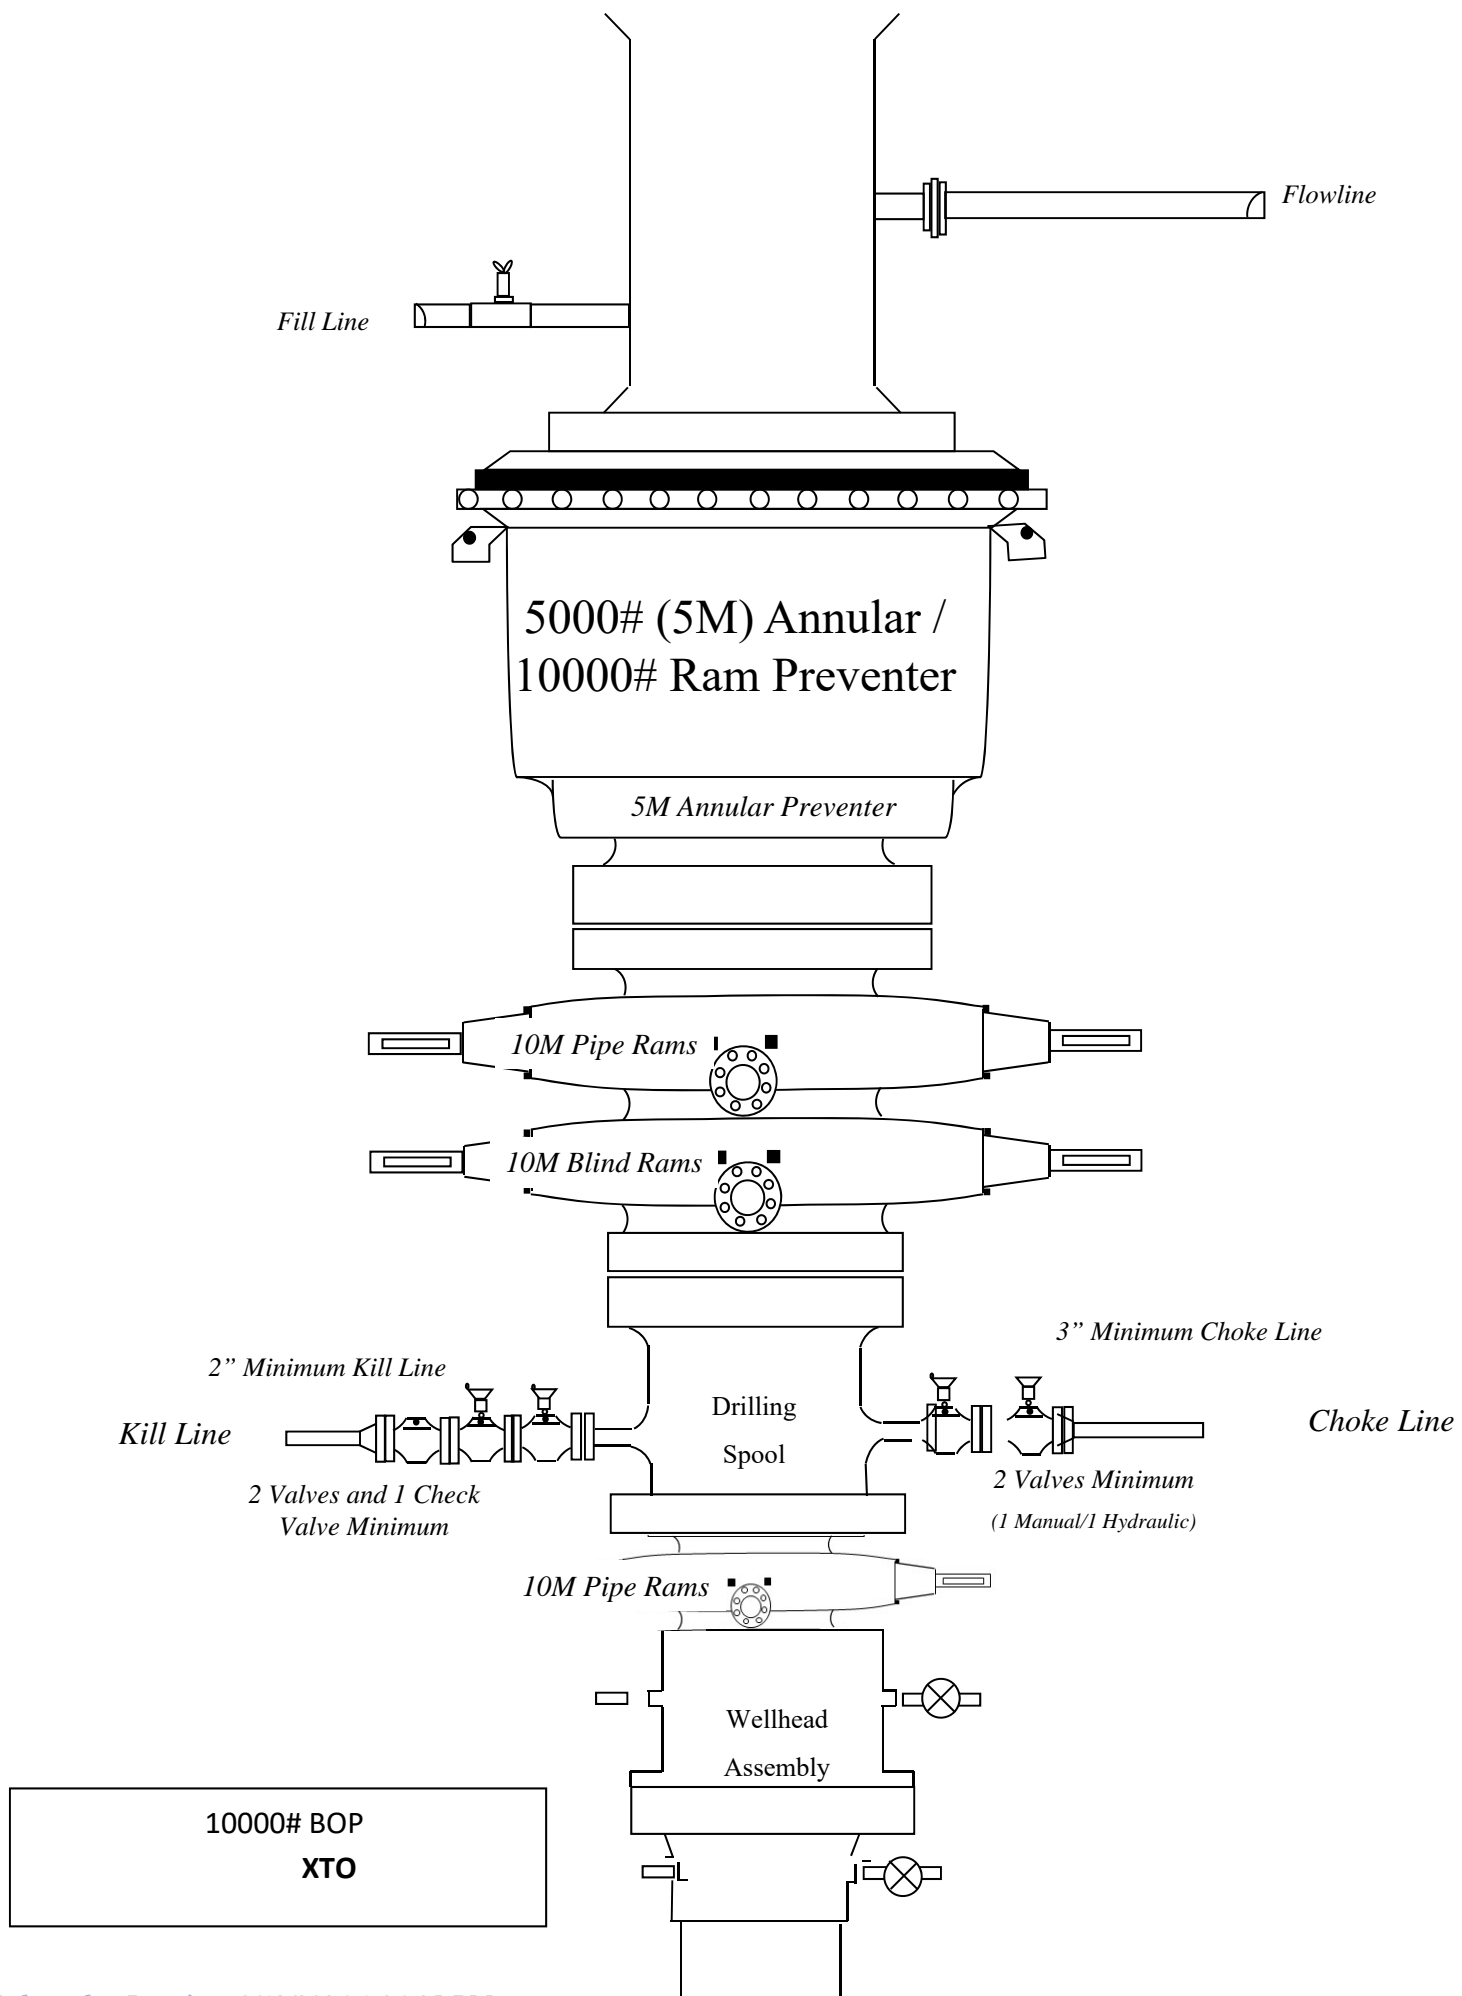 Flowline
Fill Line
5000# (5M) Annular /
10000# Ram Preventer
5M Annular Preventer
10M Pipe Rams
10M Blind Rams
3” Minimum Choke Line
2” Minimum Kill Line
Drilling
Spool
Kill Line
Choke Line
2 Valves Minimum
(1 Manual/1 Hydraulic)
2 Valves and 1 Check
Valve Minimum
10M Pipe Rams
Wellhead
Assembly
10000# BOP
XTO